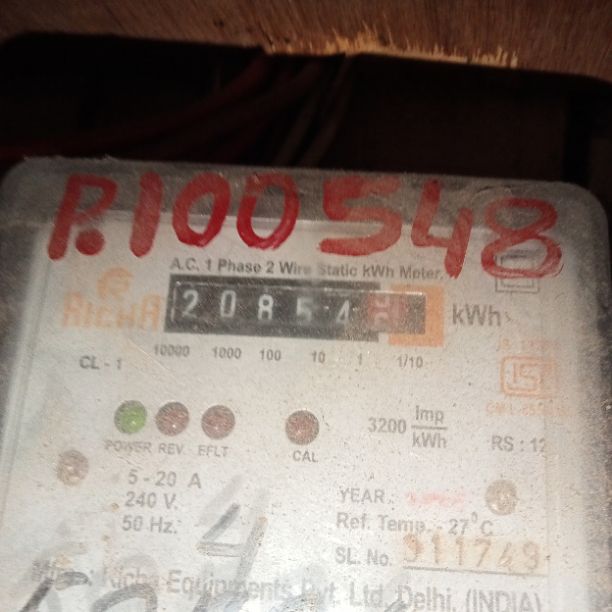 P.100548
A.C. 1 Phase 2 Wire Static kWh Meter.
RICHA
20854
kWh
10000 1000 100 10 1 1/10
CL - 1
POWER REV. EFLT
CAL
3200 Imp
kWh
RS : 12
5 - 20 A
240 V.
50 Hz.
YEAR :
Ref. Temp. - 27°C
SL. No. 911749
Richa Equipments Pvt. Ltd. Delhi. (INDIA)